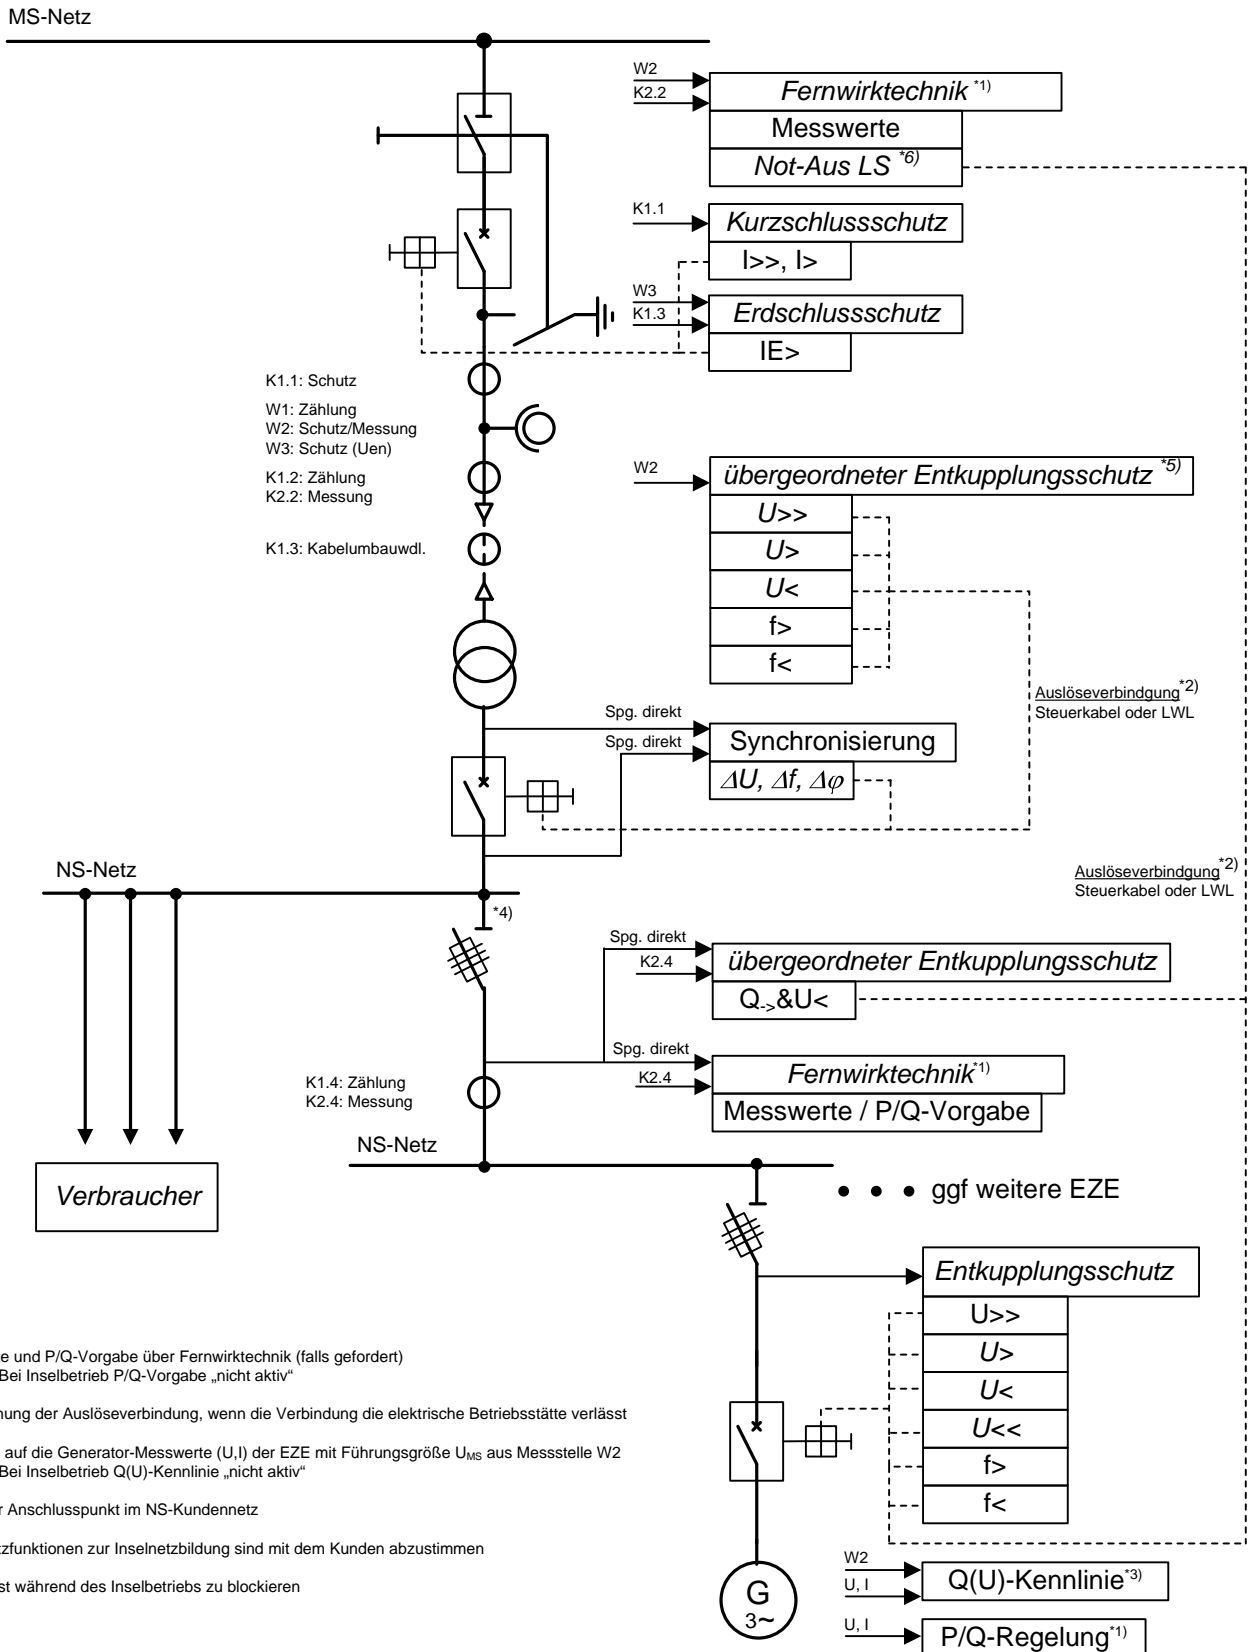 MS-Netz
W2
K2.2
Fernwirktechnik *1)
Messwerte
Not-Aus LS *6)
K1.1
Kurzschlussschutz
I>>, I>
W3
K1.3
Erdschlussschutz
IE>
K1.1: Schutz
W1: Zählung
W2: Schutz/Messung
W3: Schutz (Uen)
K1.2: Zählung
K2.2: Messung
K1.3: Kabelumbauwdl.
W2
übergeordneter Entkupplungsschutz *5)
U>>
U>
U<
f>
f<
Auslöseverbindgung*2)
Steuerkabel oder LWL
Spg. direkt
Spg. direkt
Synchronisierung
ΔU, Δf, Δφ
NS-Netz
*4)
Auslöseverbindgung*2)
Steuerkabel oder LWL
Spg. direkt
K2.4
übergeordneter Entkupplungsschutz
Q->&U<
Spg. direkt
K2.4
Fernwirktechnik*1)
Messwerte / P/Q-Vorgabe
K1.4: Zählung
K2.4: Messung
NS-Netz
Verbraucher
• • • ggf weitere EZE
Entkupplungsschutz
U>>
U>
U<
U<<
f>
f<
e und P/Q-Vorgabe über Fernwirktechnik (falls gefordert)
Bei Inselbetrieb P/Q-Vorgabe „nicht aktiv“
nung der Auslöseverbindung, wenn die Verbindung die elektrische Betriebsstätte verlässt
auf die Generator-Messwerte (U,I) der EZE mit Führungsgröße UMS aus Messstelle W2
Bei Inselbetrieb Q(U)-Kennlinie „nicht aktiv“
r Anschlusspunkt im NS-Kundennetz
tzfunktionen zur Inselnetzbildung sind mit dem Kunden abzustimmen
st während des Inselbetriebs zu blockieren
G
3~
W2
U, I
Q(U)-Kennlinie*3)
U, I
P/Q-Regelung*1)